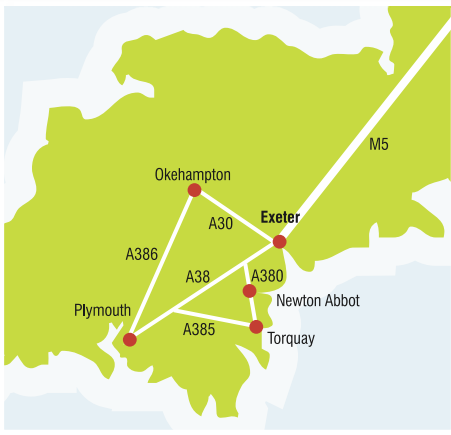 M5
Okehampton
A30
Exeter
A386
A38
A380
Newton Abbot
Plymouth
A385
Torquay